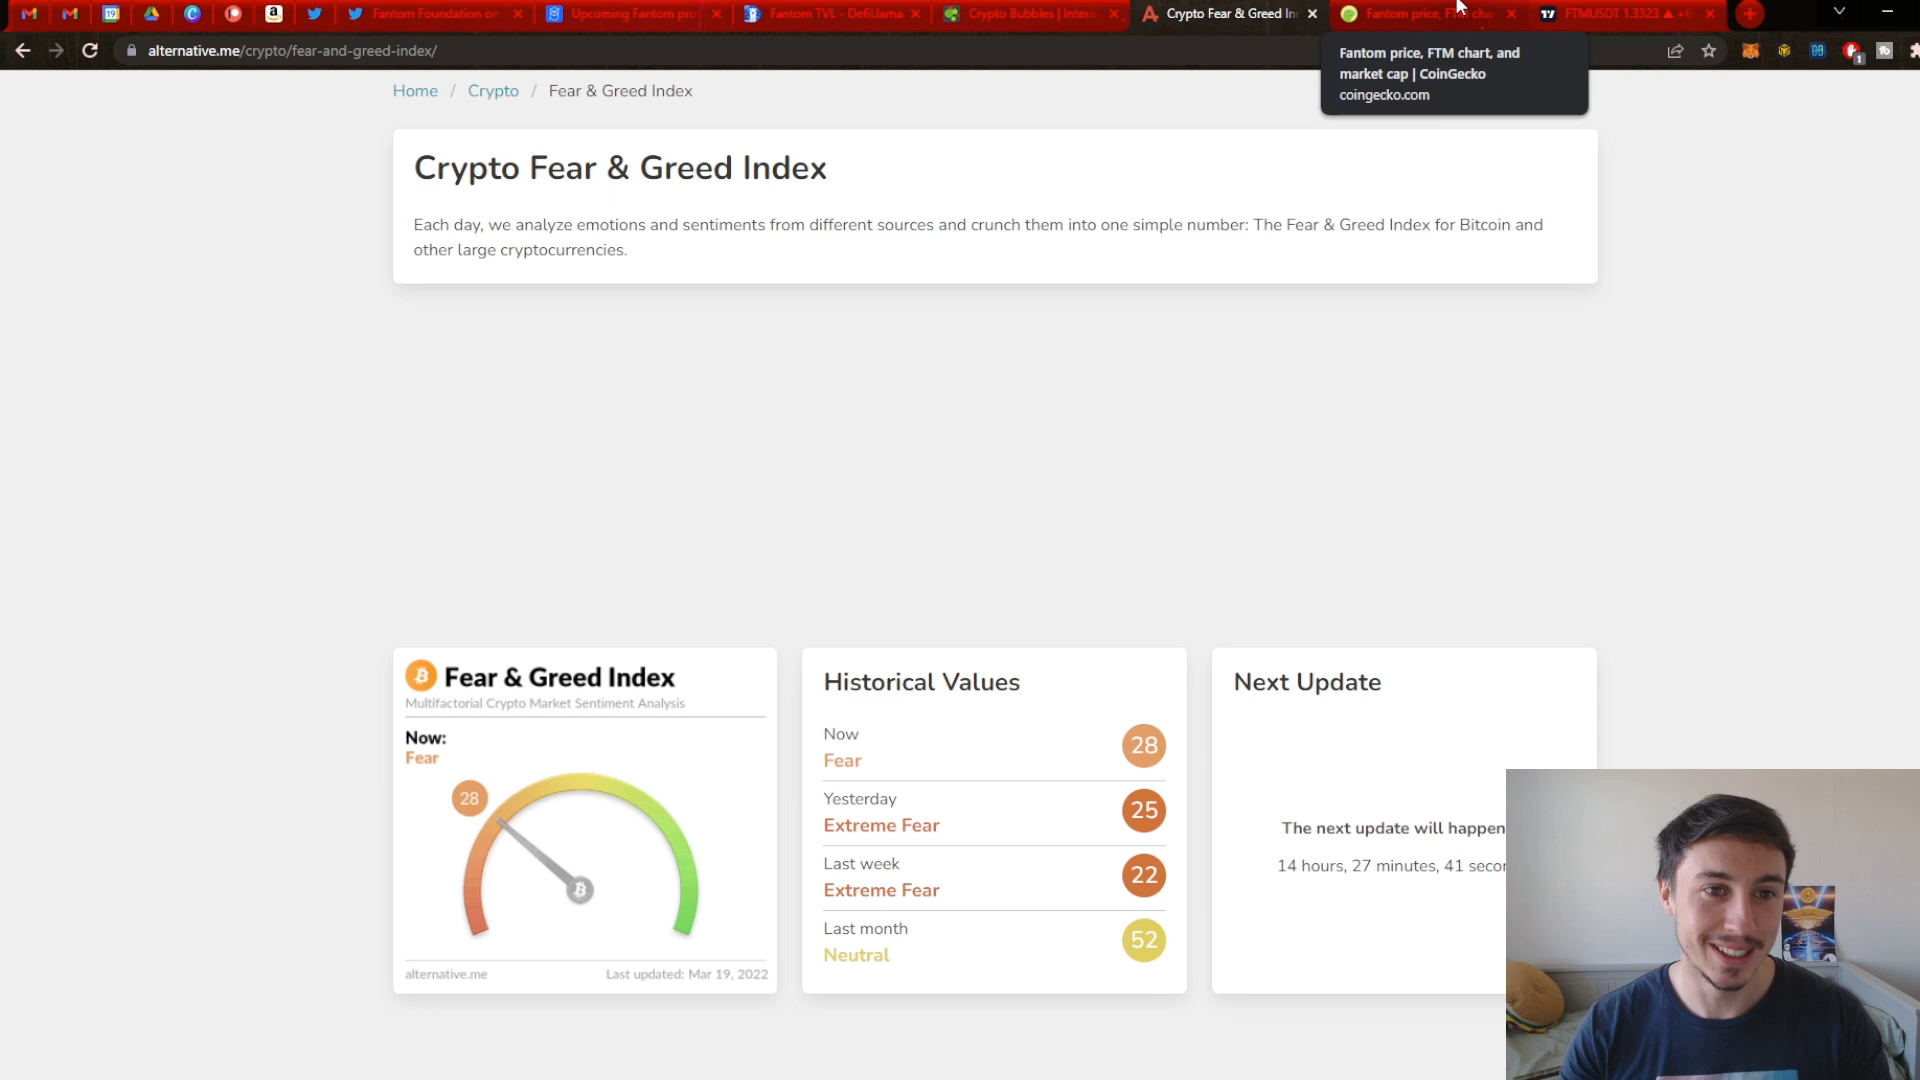 Fantom Foundation on
Upcoming Fantom pro
Fantom TVL - DefiLlama
Crypto Bubbles | Intera
Crypto Fear & Greed In
Fantom price, FTM cha
FTMUSDT 1.3323 ▲ +6
alternative.me/crypto/fear-and-greed-index/
Fantom price, FTM chart, and
market cap | CoinGecko
coingecko.com
Home / Crypto / Fear & Greed Index
Crypto Fear & Greed Index
Each day, we analyze emotions and sentiments from different sources and crunch them into one simple number: The Fear & Greed Index for Bitcoin and
other large cryptocurrencies.
Fear & Greed Index
Multifactorial Crypto Market Sentiment Analysis
Now:
Fear
28
alternative.me
Last updated: Mar 19, 2022
Historical Values
Now
Fear
28
Yesterday
Extreme Fear
25
Last week
Extreme Fear
22
Last month
Neutral
52
Next Update
The next update will happen
14 hours, 27 minutes, 41 secon